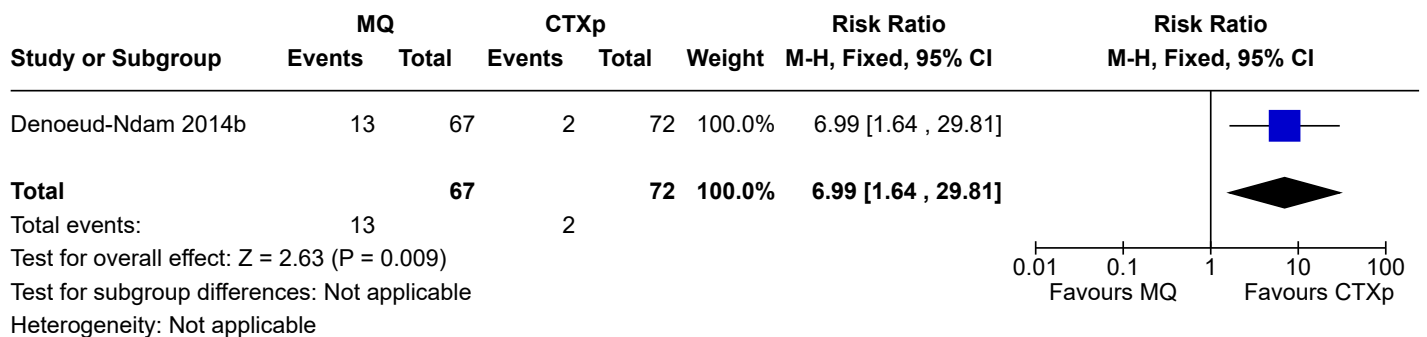 MQ CTXp Risk Ratio Risk Ratio
Study or Subgroup Events Total Events Total Weight M-H, Fixed, 95% CI M-H, Fixed, 95% CI
Denoeud-Ndam 2014b 13 67 2 72 100.0% 6.99 [1.64 , 29.81]
Total 67 72 100.0% 6.99 [1.64 , 29.81]
Total events: 13 2
Test for overall effect: Z = 2.63 (P = 0.009)
0.01 0.1 1 10 100
Test for subgroup differences: Not applicable Favours MQ Favours CTXp
Heterogeneity: Not applicable